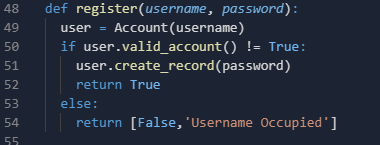 48 def register(username, password):
49     user = Account(username)
50     if user.valid_account() != True:
51       user.create_record(password)
52       return True
53     else:
54       return [False,'Username Occupied']
55